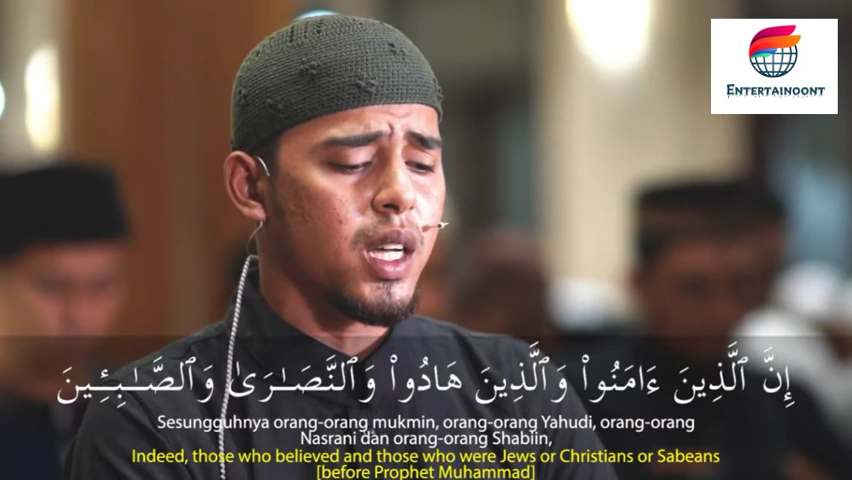 ENTERTAINOONT
إِنَّ ٱلَّذِينَ ءَامَنُوا۟ وَٱلَّذِينَ هَادُوا۟ وَٱلنَّصَـٰرَىٰ وَٱلصَّـٰبِـِٔينَ
Sesungguhnya orang-orang mukmin, orang-orang Yahudi, orang-orang
Nasrani dan orang-orang Shabiin,
Indeed, those who believed and those who were Jews or Christians or Sabeans
[before Prophet Muhammad]